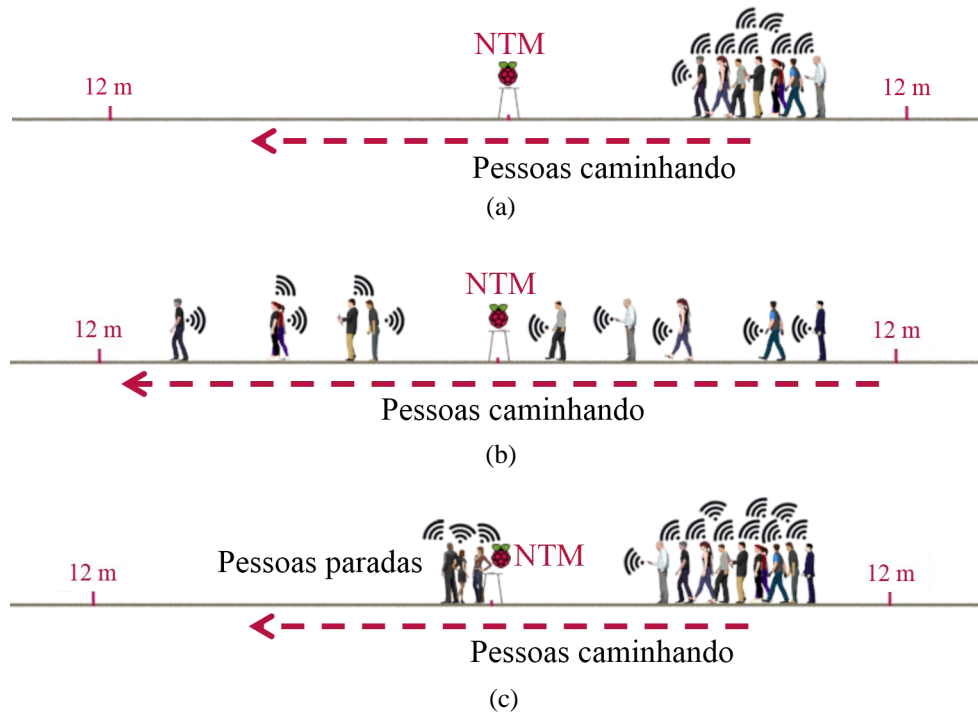 NTM
12 m
12 m
Pessoas caminhando
(a)
NTM
12 m
12 m
Pessoas caminhando
(b)
Pessoas paradas
NTM
12 m
12 m
Pessoas caminhando
(c)